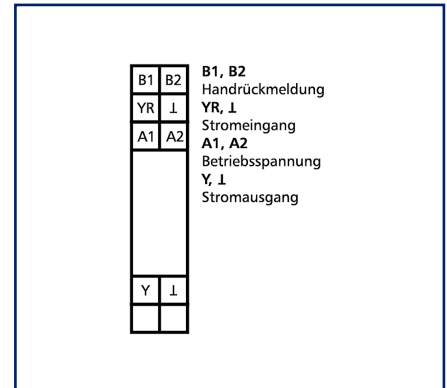 B1 B2
YR ⊥
A1 A2
Y ⊥
B1, B2
Handrückmeldung
YR, ⊥
Stromeingang
A1, A2
Betriebsspannung
Y, ⊥
Stromausgang